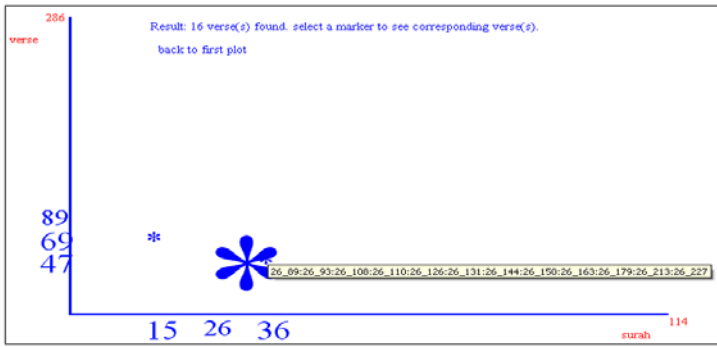 286
Result: 16 verse(s) found. select a marker to see corresponding verse(s).
verse
back to first plot
89
69
*
47
*
26_89:26_93:26_108:26_110:26_126:26_131:26_144:26_150:26_163:26_179:26_213:26_227
114
15 26 36
surah